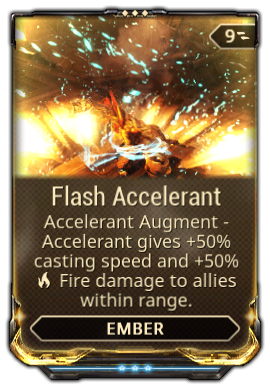 9
Flash Accelerant
Accelerant Augment -
Accelerant gives +50%
casting speed and +50%
Fire damage to allies
within range.
EMBER